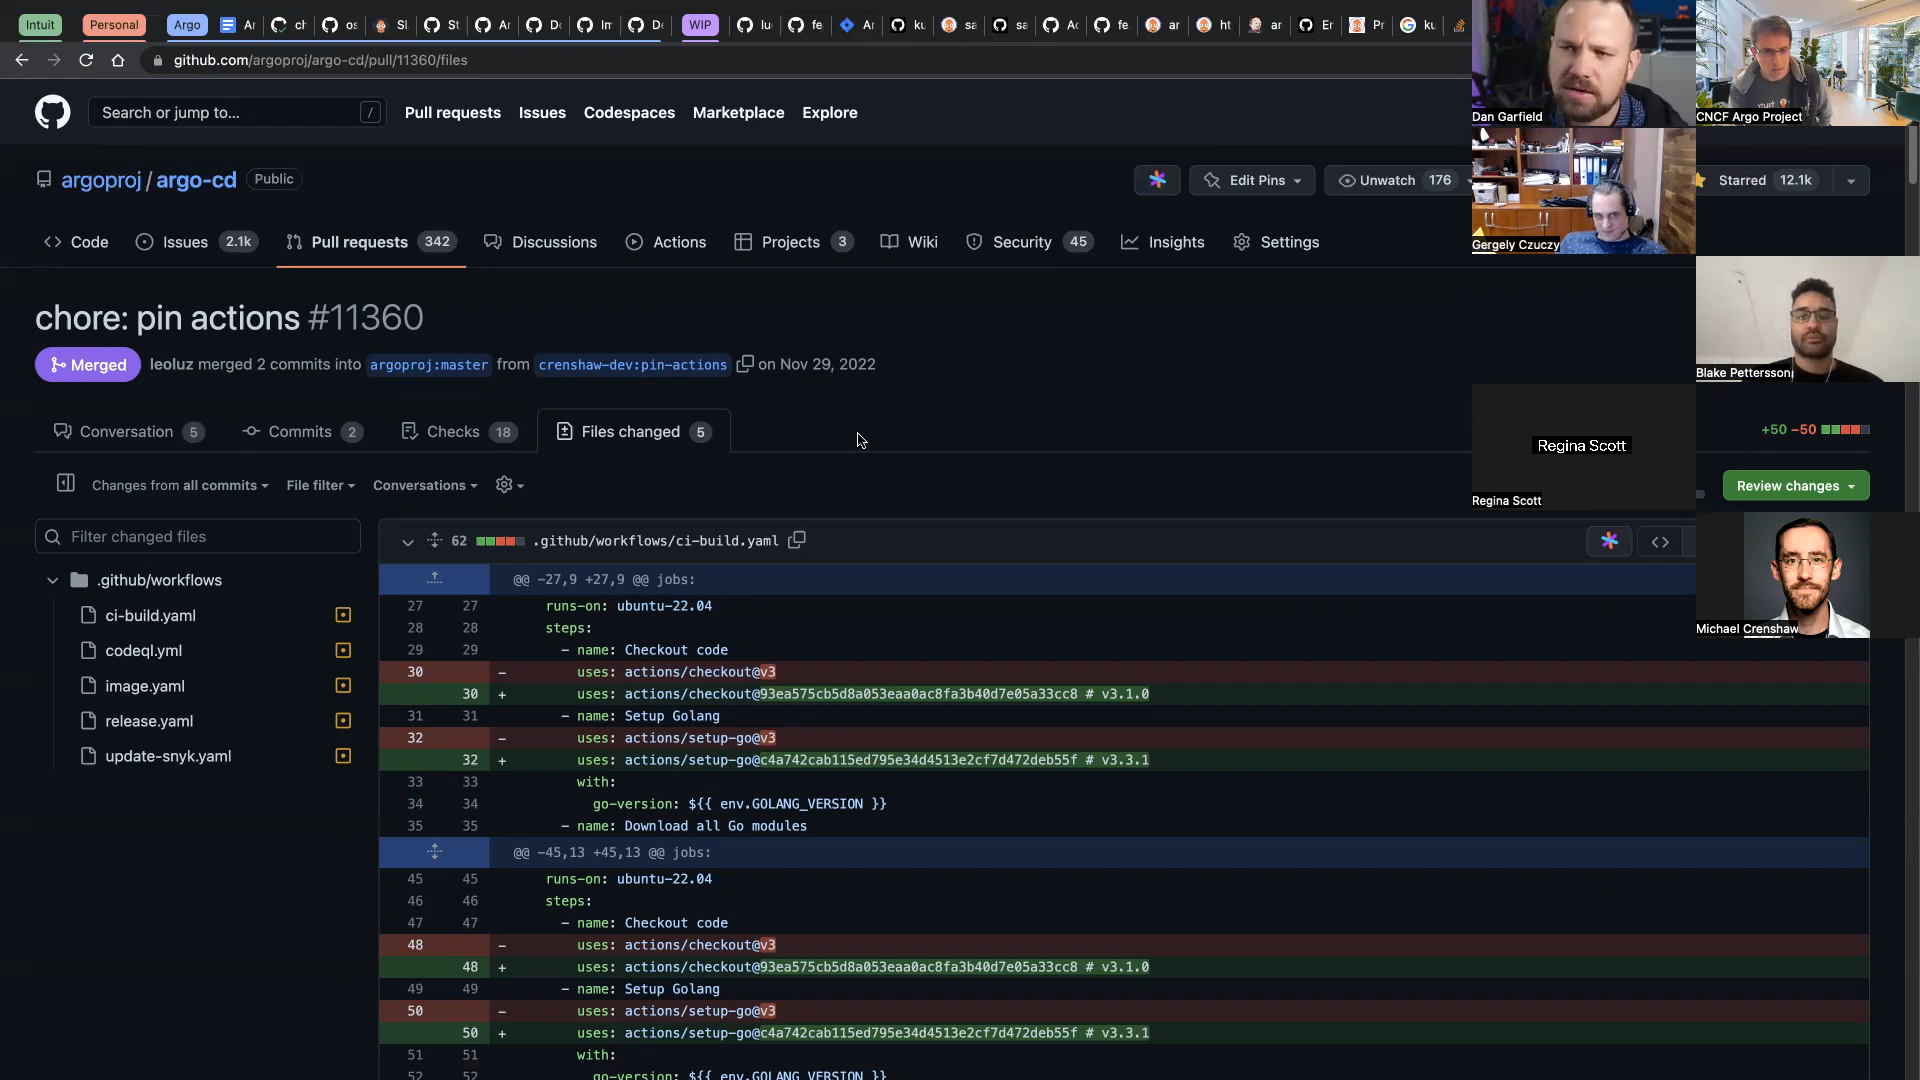 Intuit Personal Argo WIP
github.com/argoproj/argo-cd/pull/11360/files
Search or jump to... / Pull requests Issues Codespaces Marketplace Explore
argoproj / argo-cd Public
Edit Pins Unwatch 176 Starred 12.1k
Code Issues 2.1k Pull requests 342 Discussions Actions Projects 3 Wiki Security 45 Insights Settings
chore: pin actions #11360
Merged leoluz merged 2 commits into argoproj:master from crenshaw-dev:pin-actions on Nov 29, 2022
Conversation 5 Commits 2 Checks 18 Files changed 5 +50 −50
Changes from all commits File filter Conversations Review changes
Filter changed files
.github/workflows
ci-build.yaml
codeql.yml
image.yaml
release.yaml
update-snyk.yaml
62 .github/workflows/ci-build.yaml
@@ -27,9 +27,9 @@ jobs:
27 27 runs-on: ubuntu-22.04
28 28 steps:
29 29 - name: Checkout code
30 - uses: actions/checkout@v3
30 + uses: actions/checkout@93ea575cb5d8a053eaa0ac8fa3b40d7e05a33cc8 # v3.1.0
31 31 - name: Setup Golang
32 - uses: actions/setup-go@v3
32 + uses: actions/setup-go@c4a742cab115ed795e34d4513e2cf7d472deb55f # v3.3.1
33 33 with:
34 34 go-version: ${{ env.GOLANG_VERSION }}
35 35 - name: Download all Go modules
@@ -45,13 +45,13 @@ jobs:
45 45 runs-on: ubuntu-22.04
46 46 steps:
47 47 - name: Checkout code
48 - uses: actions/checkout@v3
48 + uses: actions/checkout@93ea575cb5d8a053eaa0ac8fa3b40d7e05a33cc8 # v3.1.0
49 49 - name: Setup Golang
50 - uses: actions/setup-go@v3
50 + uses: actions/setup-go@c4a742cab115ed795e34d4513e2cf7d472deb55f # v3.3.1
51 51 with:
52 52 go-version: ${{ env.GOLANG_VERSION }}
Dan Garfield
CNCF Argo Project
Gergely Czuczy
Blake Pettersson
Regina Scott
Regina Scott
Michael Crenshaw